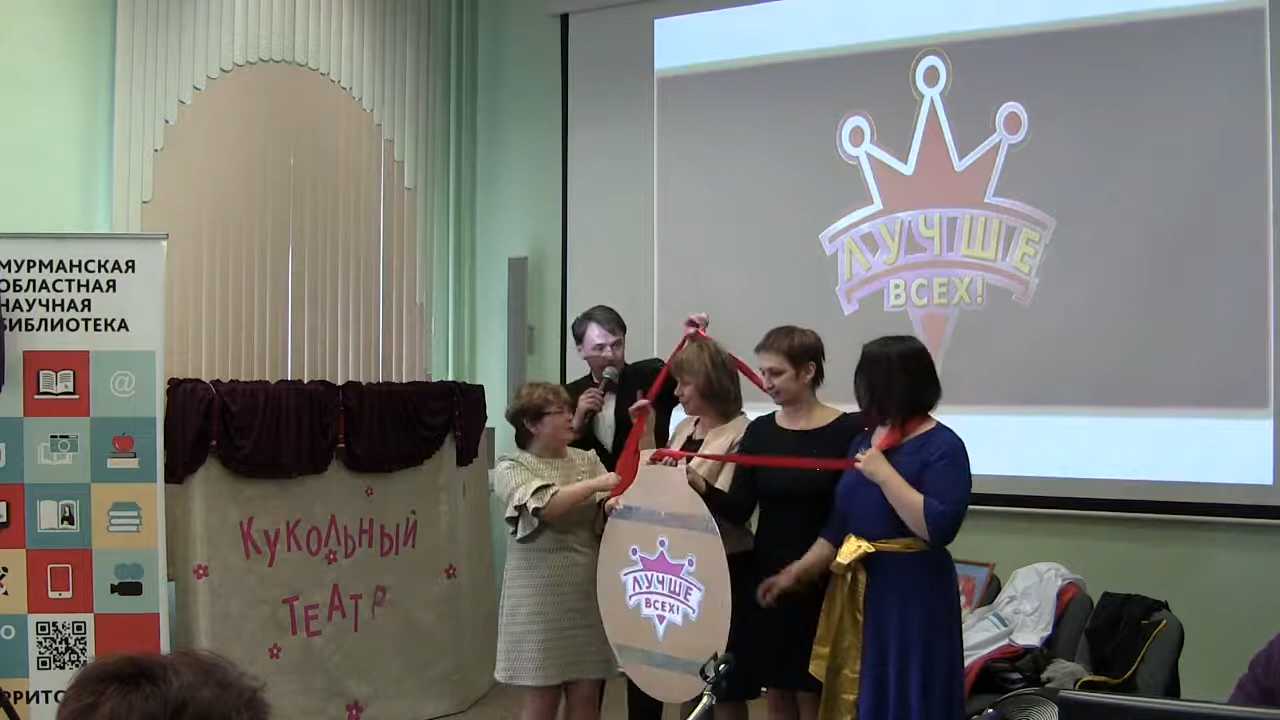 МУРМАНСКАЯ
ОБЛАСТНАЯ
НАУЧНАЯ
БИБЛИОТЕКА
@
КУКОЛЬНЫЙ
ТЕАТР
ЛУЧШЕ
ВСЕХ!
ЛУЧШЕ
ВСЕХ!